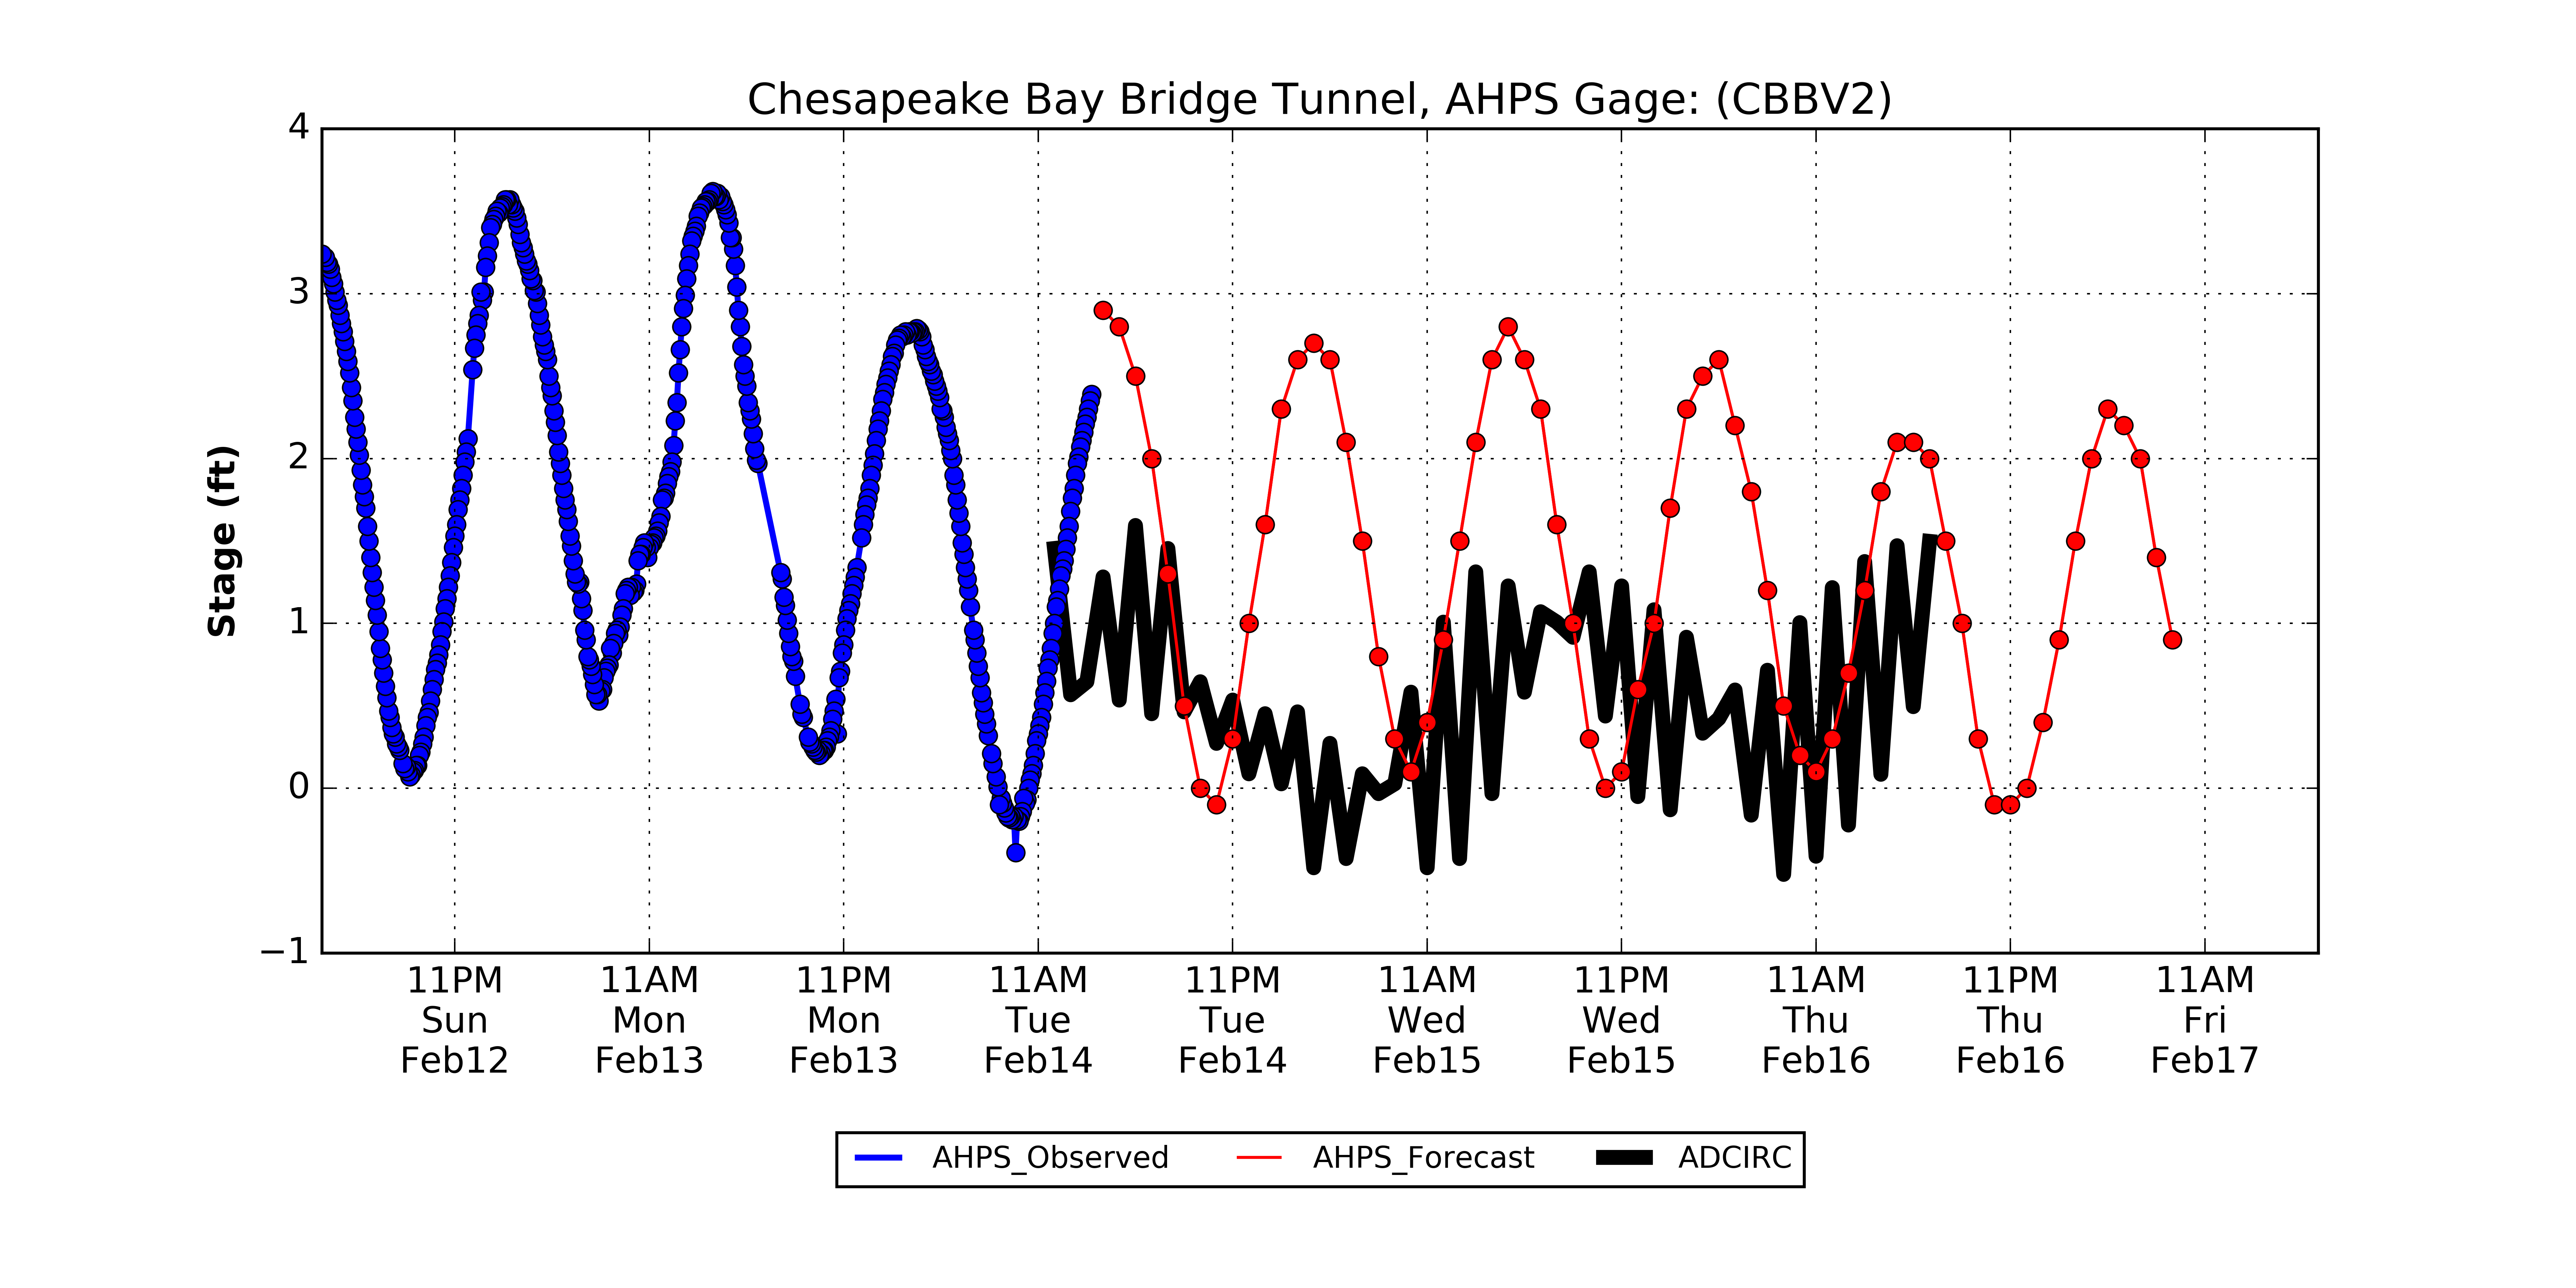 Chesapeake Bay Bridge Tunnel, AHPS Gage: (CBBV2)
4
3
2
1
0
−1
Stage (ft)
11PM 11AM 11PM 11AM 11PM 11AM 11PM 11AM 11PM 11AM
Sun Mon Mon Tue Tue Wed Wed Thu Thu Fri
Feb12 Feb13 Feb13 Feb14 Feb14 Feb15 Feb15 Feb16 Feb16 Feb17
AHPS_Observed AHPS_Forecast ADCIRC